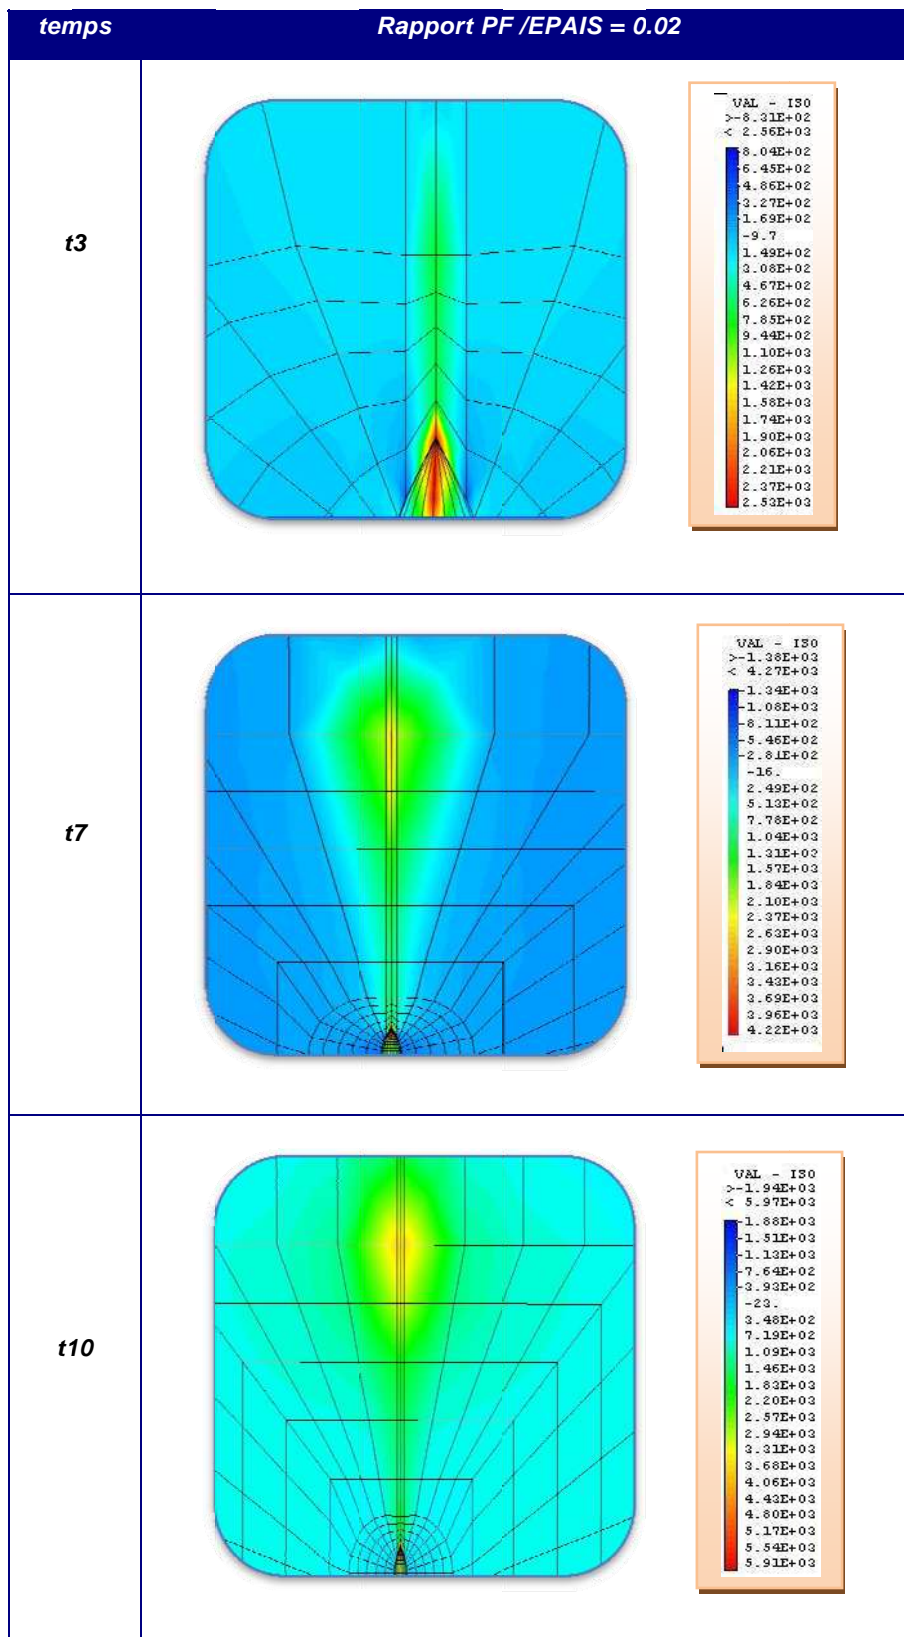 temps Rapport PF /EPAIS = 0.02
t3
VAL - ISO
>-8.31E+02
< 2.56E+03
-8.04E+02
-6.45E+02
-4.86E+02
-3.27E+02
-1.69E+02
-9.7
1.49E+02
3.08E+02
4.67E+02
6.26E+02
7.85E+02
9.44E+02
1.10E+03
1.26E+03
1.42E+03
1.58E+03
1.74E+03
1.90E+03
2.06E+03
2.21E+03
2.37E+03
2.53E+03
t7
VAL - ISO
>-1.38E+03
< 4.27E+03
-1.34E+03
-1.08E+03
-8.11E+02
-5.46E+02
-2.81E+02
-16.
2.49E+02
5.13E+02
7.78E+02
1.04E+03
1.31E+03
1.57E+03
1.84E+03
2.10E+03
2.37E+03
2.63E+03
2.90E+03
3.16E+03
3.43E+03
3.69E+03
3.96E+03
4.22E+03
t10
VAL - ISO
>-1.94E+03
< 5.97E+03
-1.88E+03
-1.51E+03
-1.13E+03
-7.64E+02
-3.93E+02
-23.
3.48E+02
7.19E+02
1.09E+03
1.46E+03
1.83E+03
2.20E+03
2.57E+03
2.94E+03
3.31E+03
3.68E+03
4.06E+03
4.43E+03
4.80E+03
5.17E+03
5.54E+03
5.91E+03